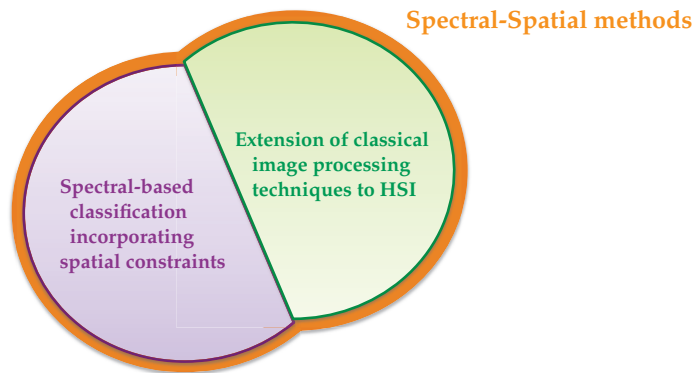 Spectral-Spatial methods
Extension of classical
image processing
techniques to HSI
Spectral-based
classification
incorporating
spatial constraints